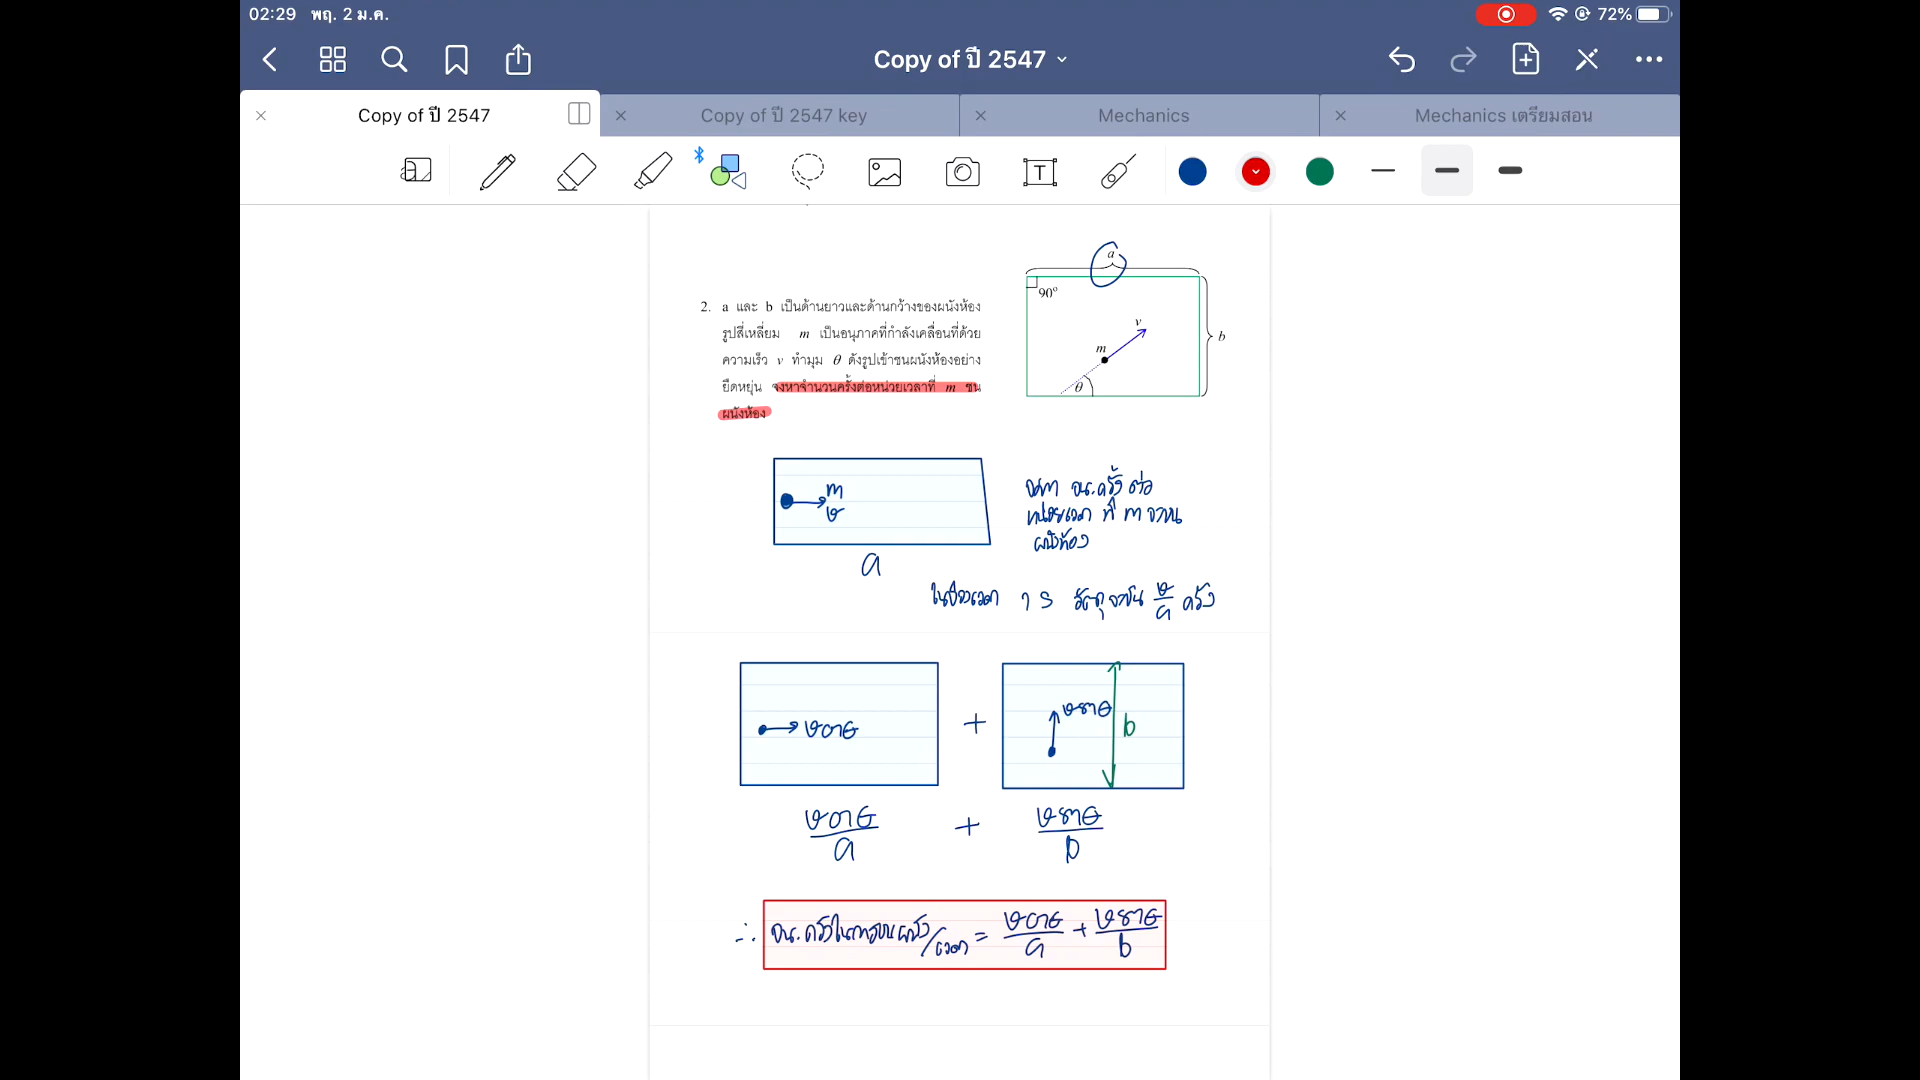 02:29 พฤ. 2 ม.ค.
72%
Copy of ปี 2547
Copy of ปี 2547
Copy of ปี 2547 key
Mechanics
Mechanics เตรียมสอน
a
90°
v
m
b
θ
2. a และ b เป็นด้านยาวและด้านกว้างของผนังห้อง
รูปสี่เหลี่ยม m เป็นอนุภาคที่กำลังเคลื่อนที่ด้วย
ความเร็ว v ทำมุม θ ดังรูปเข้าชนผนังห้องอย่าง
ยืดหยุ่น จงหาจำนวนครั้งต่อหน่วยเวลาที่ m ชน
ผนังห้อง
m
v
a
จน.ครั้ง ต่อ
หน่วยเวลา ที่ m จะชน
ผนังห้อง
ในช่วงเวลา 1 s วัตถุจะชน v/a ครั้ง
vcosθ + vsinθ b
vcosθ/a + vsinθ/b
∴ จน.ครั้งในการชนผนัง/เวลา = vcosθ/a + vsinθ/b